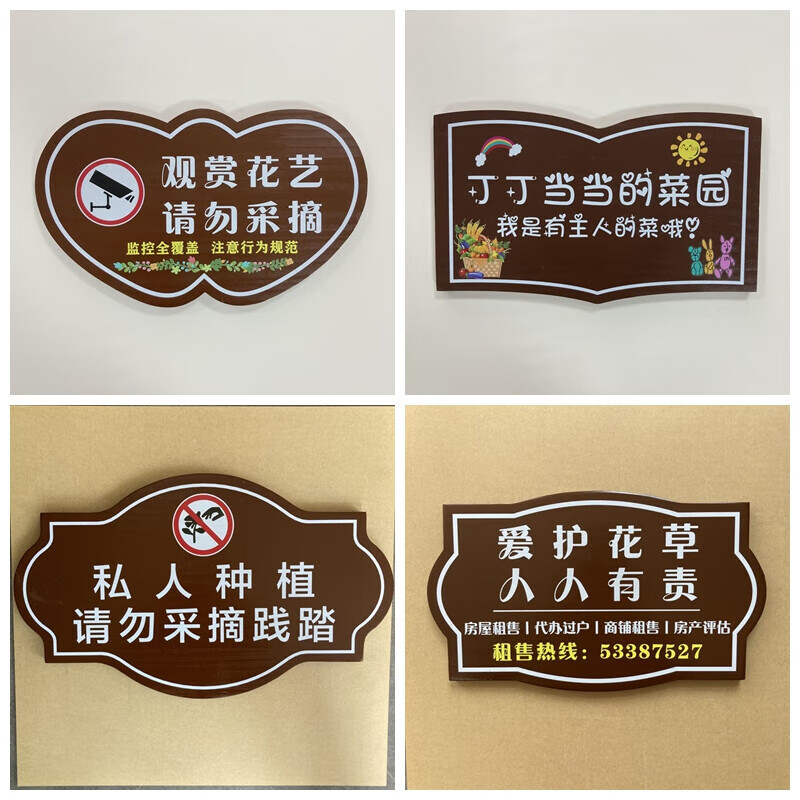 观赏花艺
请勿采摘
监控全覆盖 注意行为规范
丁丁当当的菜园
我是有主人的菜哦!
私人种植
请勿采摘践踏
爱护花草
人人有责
房屋租售丨代办过户丨商铺租售丨房产评估
租售热线：53387527